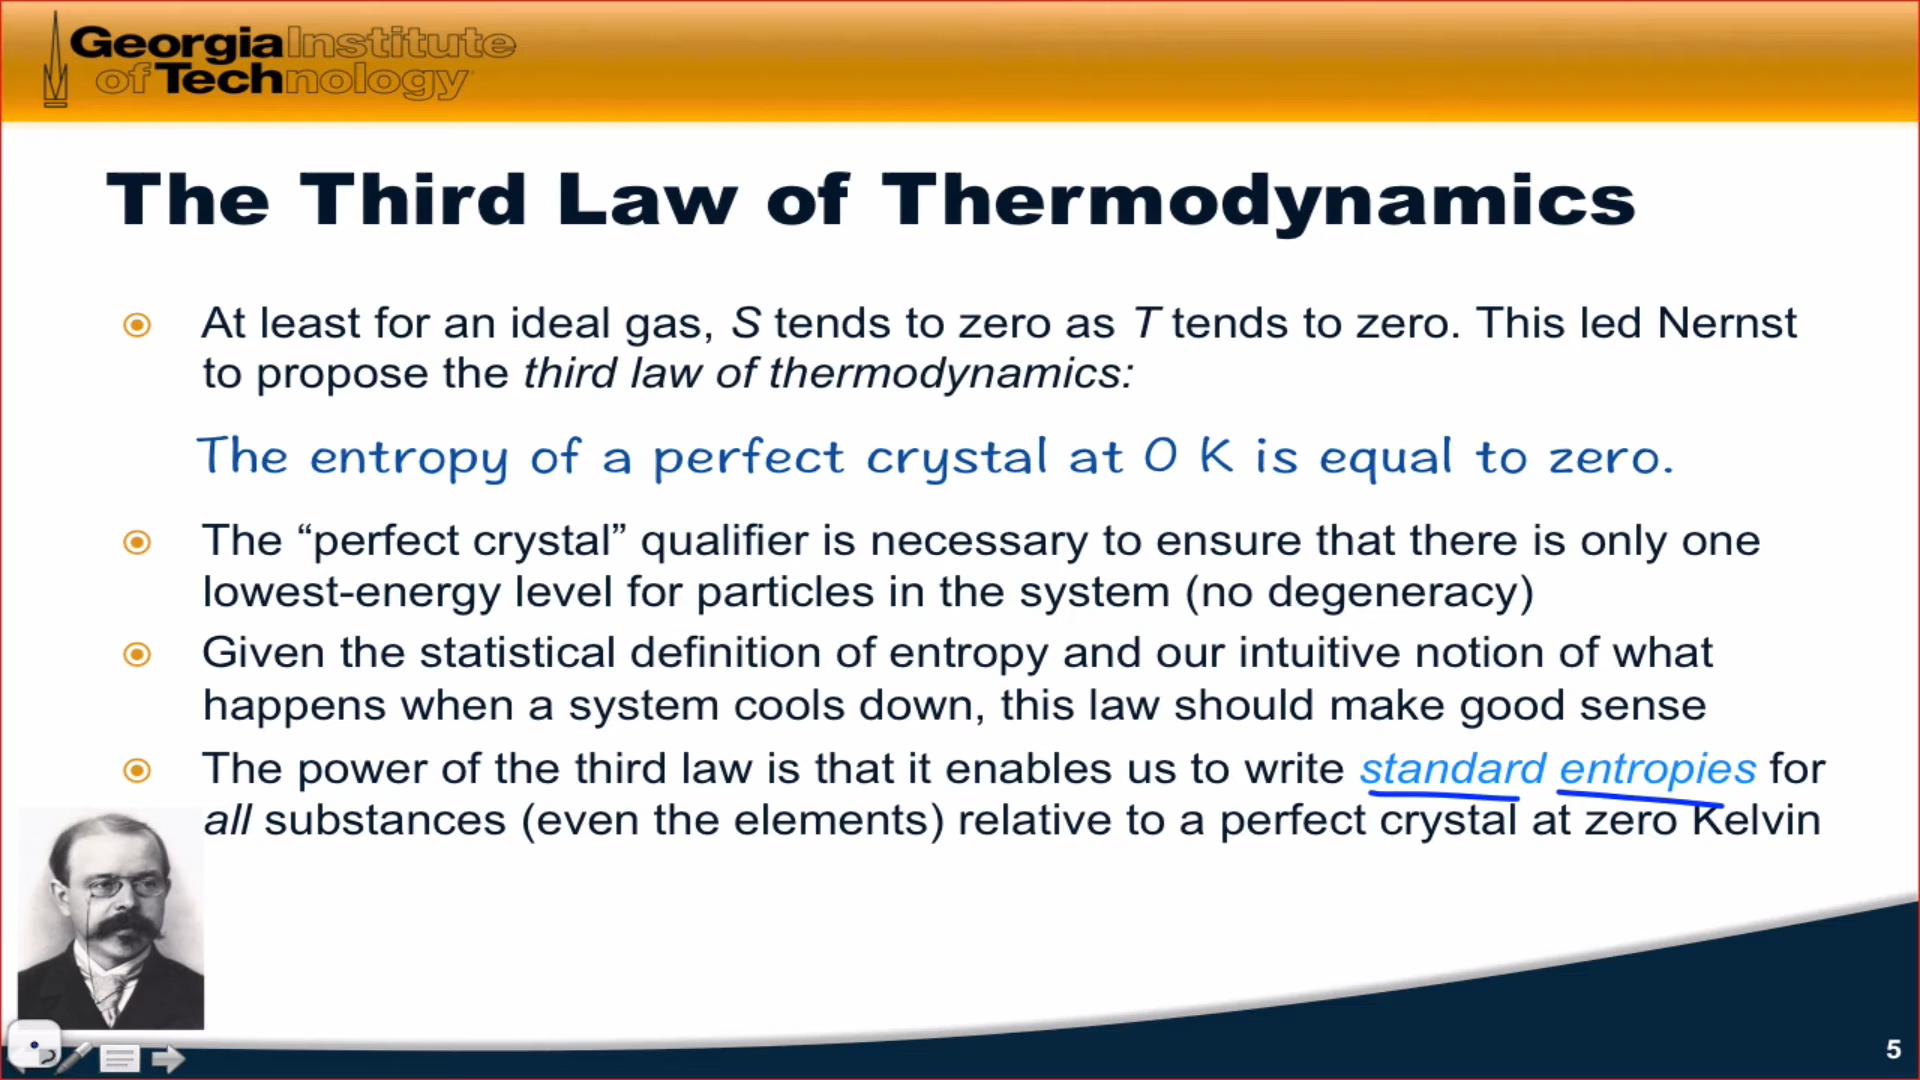 Georgia Institute
of Technology
The Third Law of Thermodynamics
At least for an ideal gas, S tends to zero as T tends to zero. This led Nernst
to propose the third law of thermodynamics:
The entropy of a perfect crystal at 0 K is equal to zero.
The “perfect crystal” qualifier is necessary to ensure that there is only one
lowest-energy level for particles in the system (no degeneracy)
Given the statistical definition of entropy and our intuitive notion of what
happens when a system cools down, this law should make good sense
The power of the third law is that it enables us to write standard entropies for
all substances (even the elements) relative to a perfect crystal at zero Kelvin
5